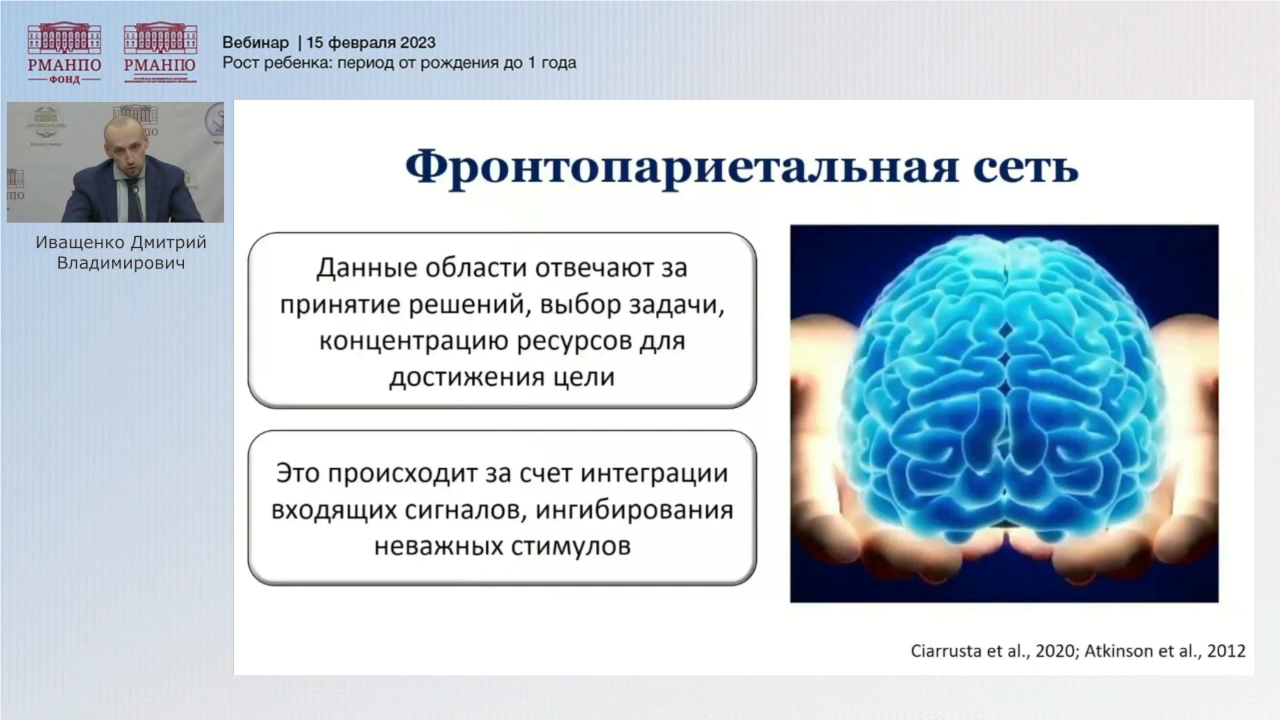 РМАНПО
ФОНД
РМАНПО
Вебинар | 15 февраля 2023
Рост ребенка: период от рождения до 1 года
Иващенко Дмитрий
Владимирович
Фронтопариетальная сеть
Данные области отвечают за
принятие решений, выбор задачи,
концентрацию ресурсов для
достижения цели
Это происходит за счет интеграции
входящих сигналов, ингибирования
неважных стимулов
Ciarrusta et al., 2020; Atkinson et al., 2012